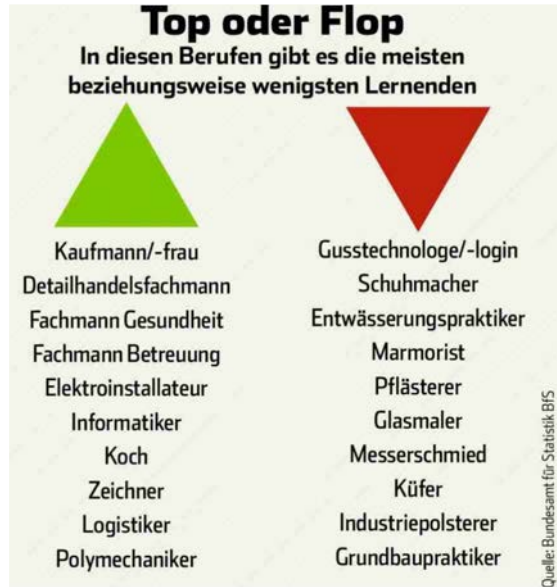 Top oder Flop
In diesen Berufen gibt es die meisten
beziehungsweise wenigsten Lernenden
Kaufmann/-frau
Detailhandelsfachmann
Fachmann Gesundheit
Fachmann Betreuung
Elektroinstallateur
Informatiker
Koch
Zeichner
Logistiker
Polymechaniker
Gusstechnologe/-login
Schuhmacher
Entwässerungspraktiker
Marmorist
Pflästerer
Glasmaler
Messerschmied
Küfer
Industriepolsterer
Grundbaupraktiker
Quelle: Bundesamt für Statistik BfS